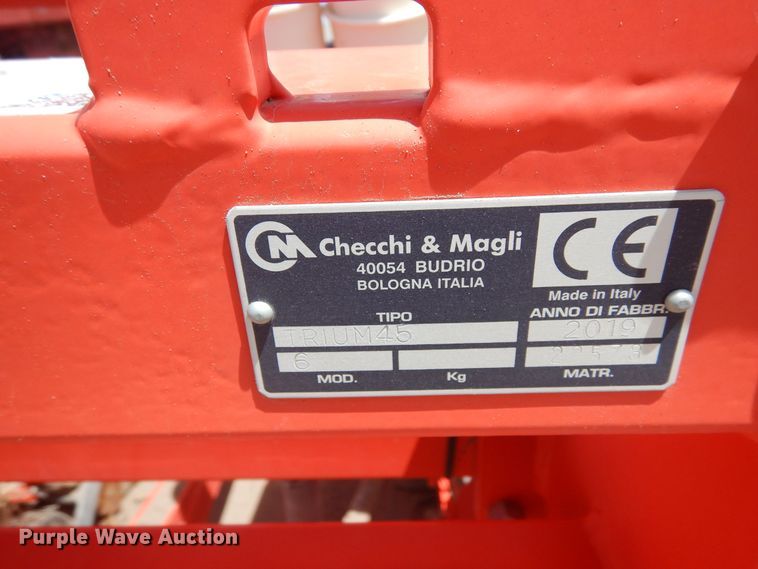 CM Checchi & Magli
40054 BUDRIO
BOLOGNA ITALIA
CE
Made in Italy
TIPO
ANNO DI FABBR.
TRIUM45
2019
6
MOD.
Kg
MATR.
Purple Wave Auction